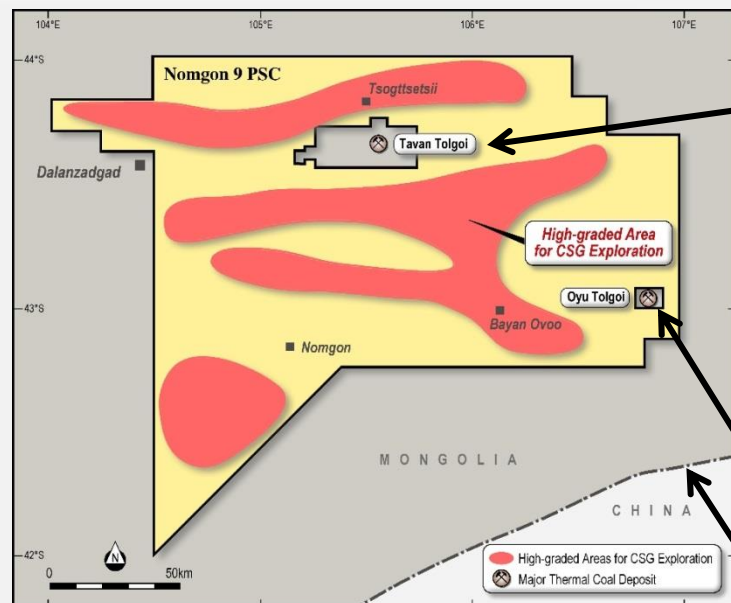 104°E
105°E
106°E
107°E
44°S
Nomgon 9 PSC
Tsogttsetsii
Tavan Tolgoi
Dalanzadgad
High-graded Area
for CSG Exploration
Oyu Tolgoi
43°S
Bayan Ovoo
Nomgon
MONGOLIA
CHINA
42°S
N
0 50km
High-graded Areas for CSG Exploration
Major Thermal Coal Deposit